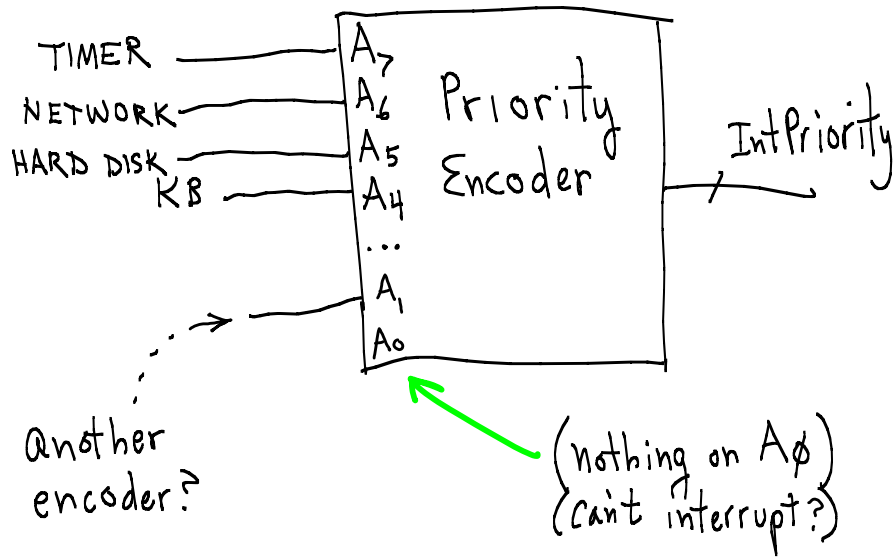 TIMER
NETWORK
HARD DISK
KB
A7
A6
A5
A4
...
A1
A0
Priority
Encoder
IntPriority
another
encoder?
(nothing on AØ)
(can't interrupt?)